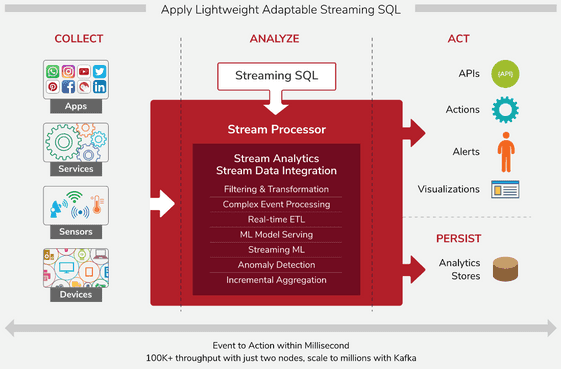 Apply Lightweight Adaptable Streaming SQL
COLLECT
ANALYZE
ACT
Streaming SQL
Apps
Services
Sensors
Devices
Stream Processor
Stream Analytics
Stream Data Integration
Filtering & Transformation
Complex Event Processing
Real-time ETL
ML Model Serving
Streaming ML
Anomaly Detection
Incremental Aggregation
APIs
(API)
Actions
Alerts
Visualizations
PERSIST
Analytics
Stores
Event to Action within Millisecond
100K+ throughput with just two nodes, scale to millions with Kafka